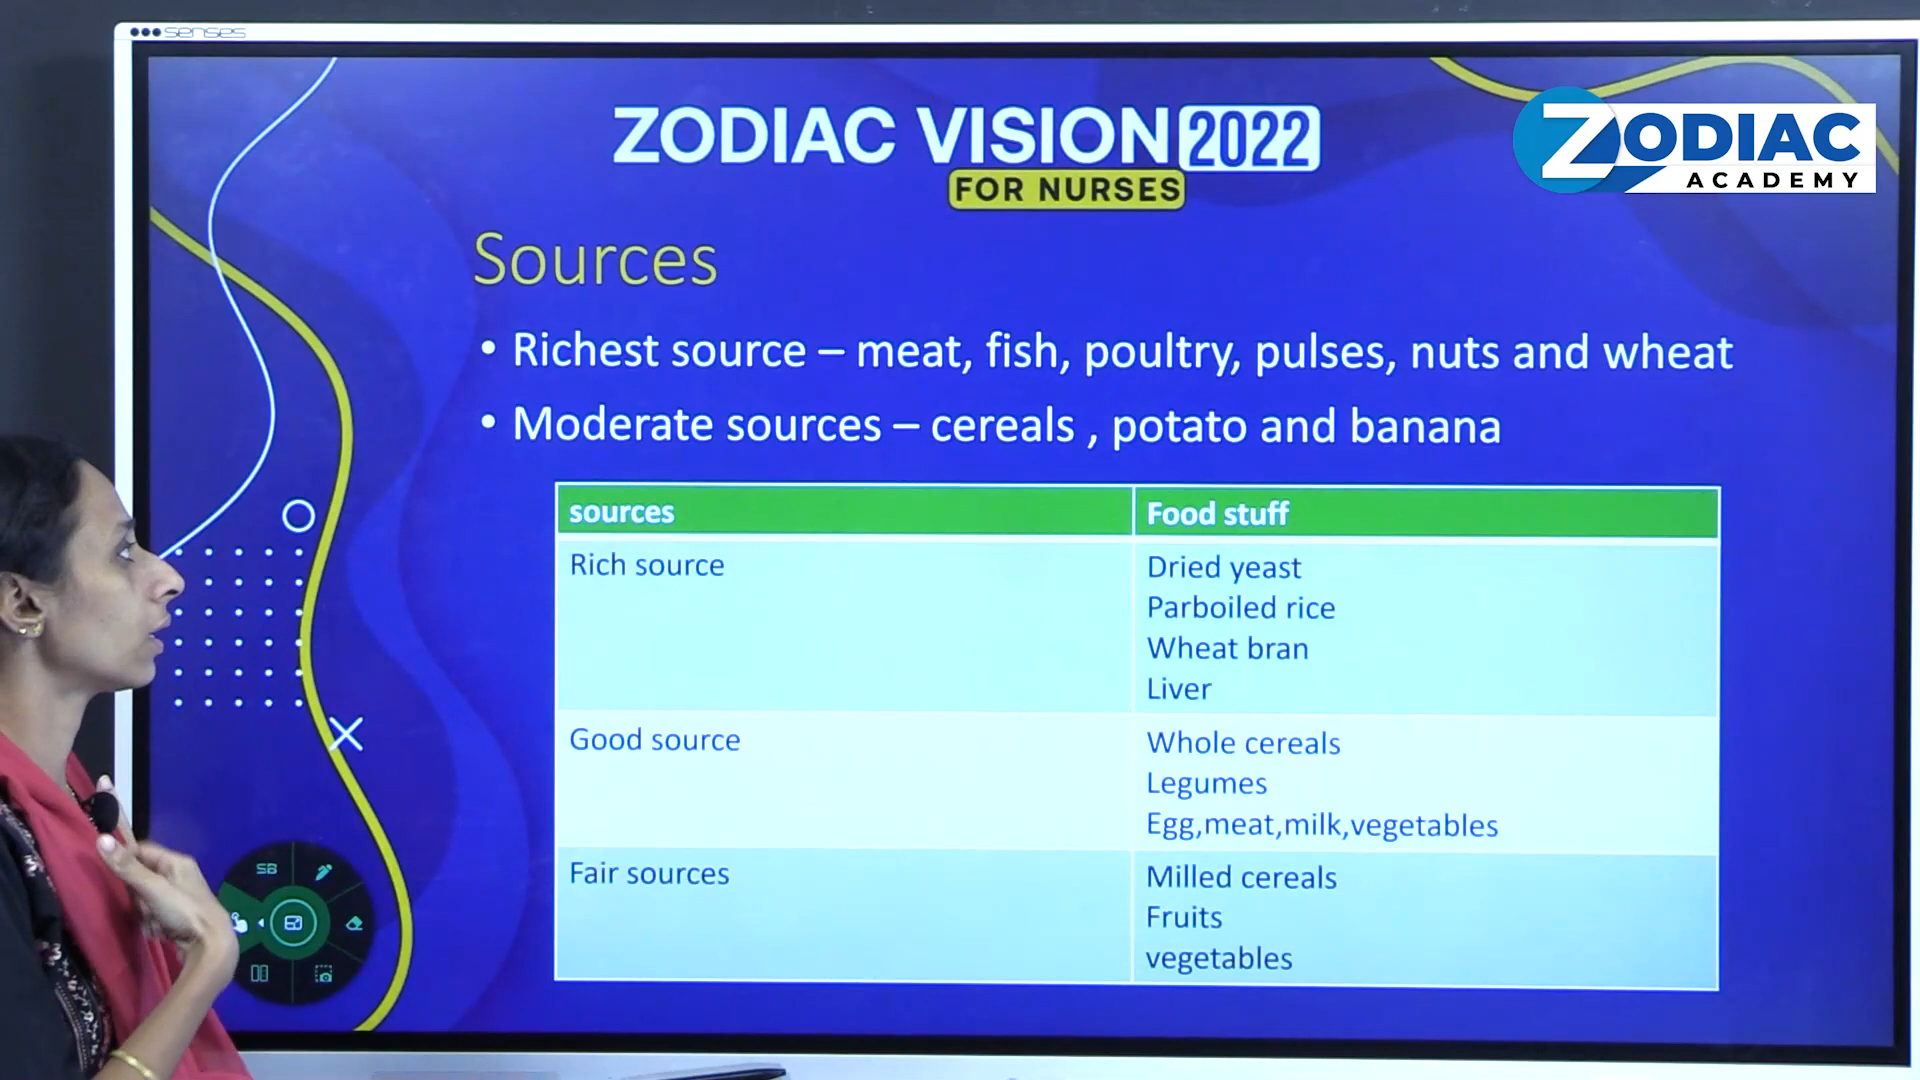 senses
ZODIAC VISION 2022
FOR NURSES
ZODIAC
ACADEMY
Sources
• Richest source – meat, fish, poultry, pulses, nuts and wheat
• Moderate sources – cereals , potato and banana
sources Food stuff
Rich source Dried yeast
Parboiled rice
Wheat bran
Liver
Good source Whole cereals
Legumes
Egg,meat,milk,vegetables
Fair sources Milled cereals
Fruits
vegetables
SB